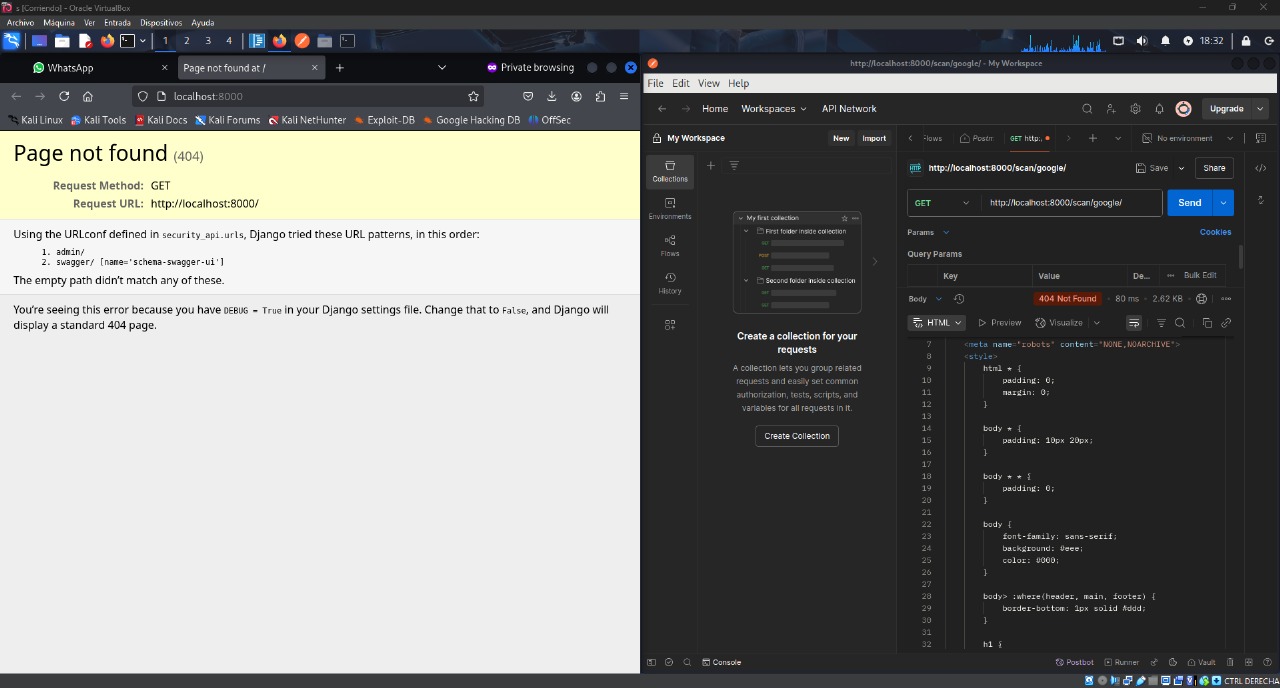 s [Corriendo] - Oracle VirtualBox
Archivo Máquina Ver Entrada Dispositivos Ayuda
1 2 3 4
18:32
WhatsApp
Page not found at /
Private browsing
localhost:8000
Kali Linux Kali Tools Kali Docs Kali Forums Kali NetHunter Exploit-DB Google Hacking DB OffSec
Page not found (404)
Request Method: GET
Request URL: http://localhost:8000/
Using the URLconf defined in security_api.urls, Django tried these URL patterns, in this order:
1. admin/
2. swagger/ [name='schema-swagger-ui']
The empty path didn’t match any of these.
You’re seeing this error because you have DEBUG = True in your Django settings file. Change that to False, and Django will
display a standard 404 page.
http://localhost:8000/scan/google/ - My Workspace
File Edit View Help
Home Workspaces API Network Upgrade
My Workspace New Import
Flows Postm GET http:. No environment
Collections
Environments
Flows
History
My first collection
First folder inside collection
GET
POST
GET
Second folder inside collection
GET
GET
Create a collection for your
requests
A collection lets you group related
requests and easily set common
authorization, tests, scripts, and
variables for all requests in it.
Create Collection
HTTP http://localhost:8000/scan/google/ Save Share
GET http://localhost:8000/scan/google/ Send
Params Cookies
Query Params
Key Value De... Bulk Edit
Body 404 Not Found 80 ms 2.62 KB
HTML Preview Visualize
7 <meta name="robots" content="NONE,NOARCHIVE">
8 <style>
9 html * {
10 padding: 0;
11 margin: 0;
12 }
13
14 body * {
15 padding: 10px 20px;
16 }
17
18 body * * {
19 padding: 0;
20 }
21
22 body {
23 font-family: sans-serif;
24 background: #eee;
25 color: #000;
26 }
27
28 body> :where(header, main, footer) {
29 border-bottom: 1px solid #ddd;
30 }
31
32 h1 {
Console
Postbot Runner Vault
CTRL DERECHA